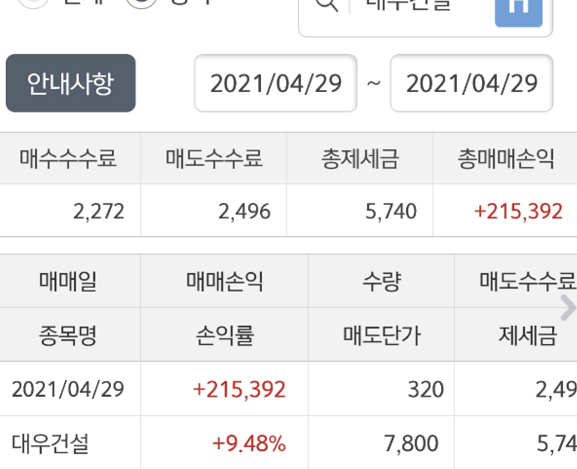 대우건설 H
안내사항 2021/04/29 ~ 2021/04/29
매수수수료 매도수수료 총제세금 총매매손익
2,272 2,496 5,740 +215,392
매매일 매매손익 수량 매도수수료
종목명 손익률 매도단가 제세금
2021/04/29 +215,392 320 2,49
대우건설 +9.48% 7,800 5,74